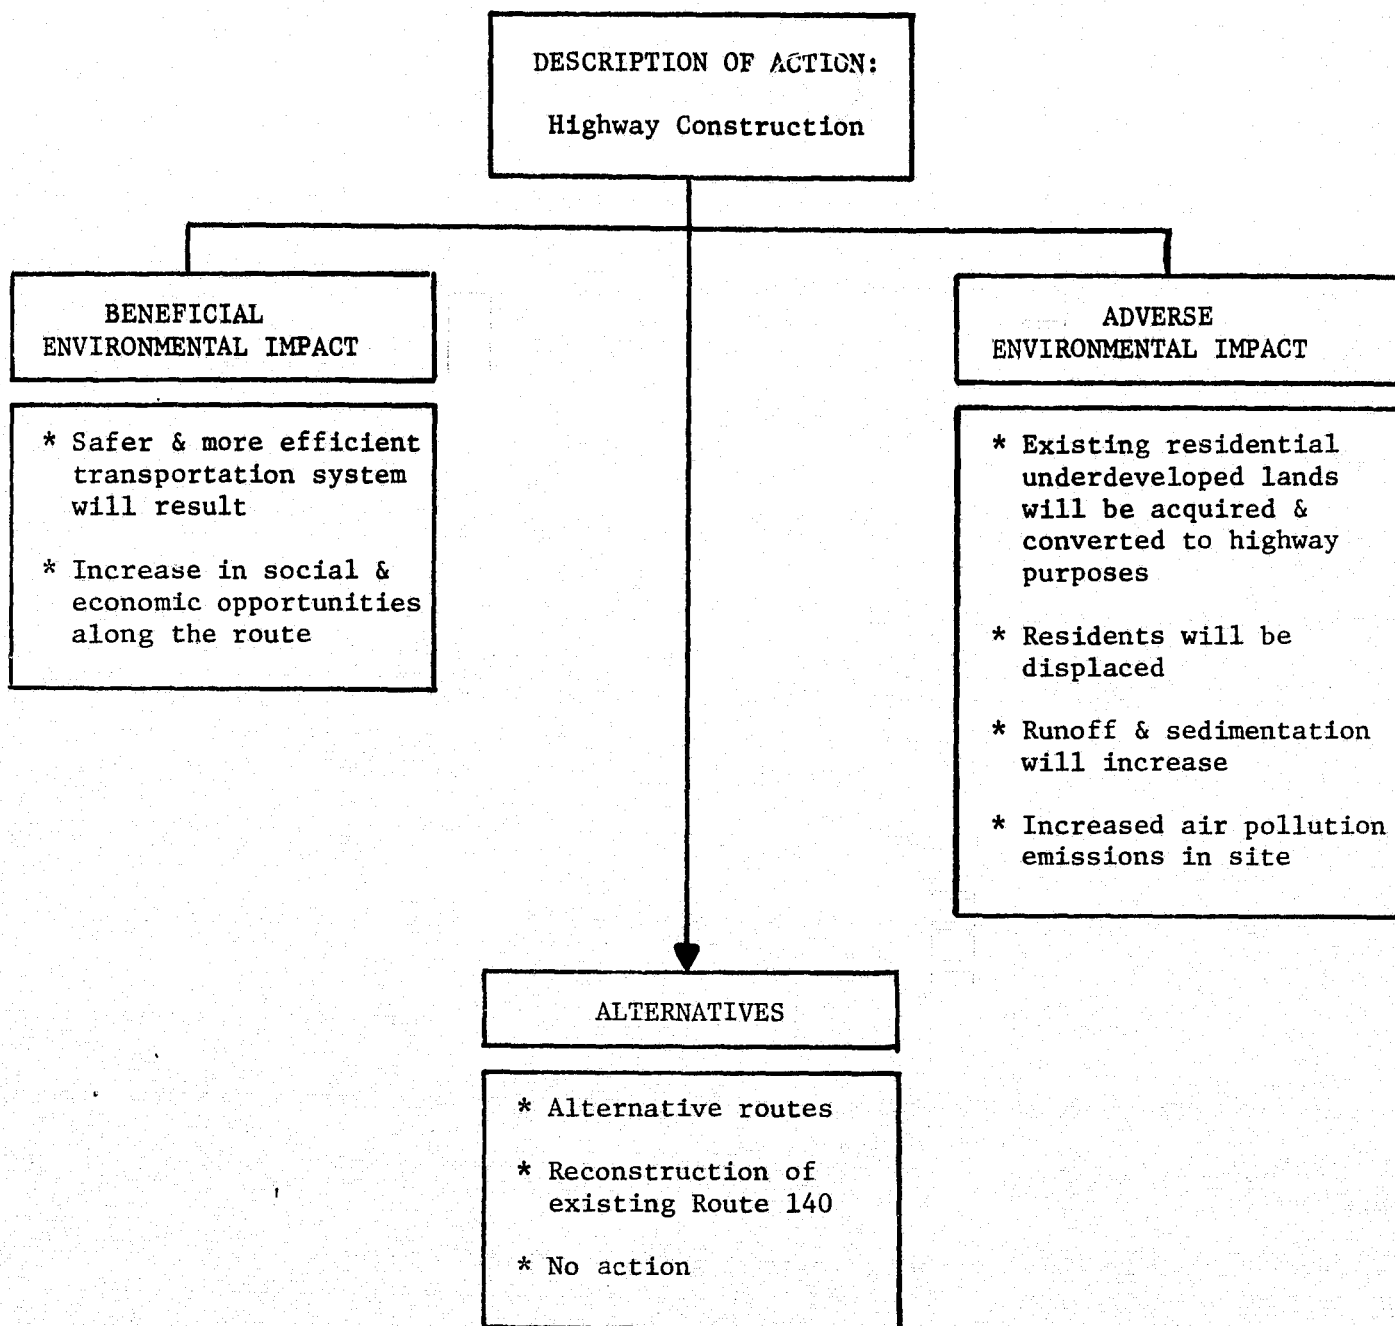 DESCRIPTION OF ACTION:
Highway Construction
BENEFICIAL
ENVIRONMENTAL IMPACT
* Safer & more efficient
transportation system
will result
* Increase in social &
economic opportunities
along the route
ADVERSE
ENVIRONMENTAL IMPACT
* Existing residential
underdeveloped lands
will be acquired &
converted to highway
purposes
* Residents will be
displaced
* Runoff & sedimentation
will increase
* Increased air pollution
emissions in site
ALTERNATIVES
* Alternative routes
* Reconstruction of
existing Route 140
* No action